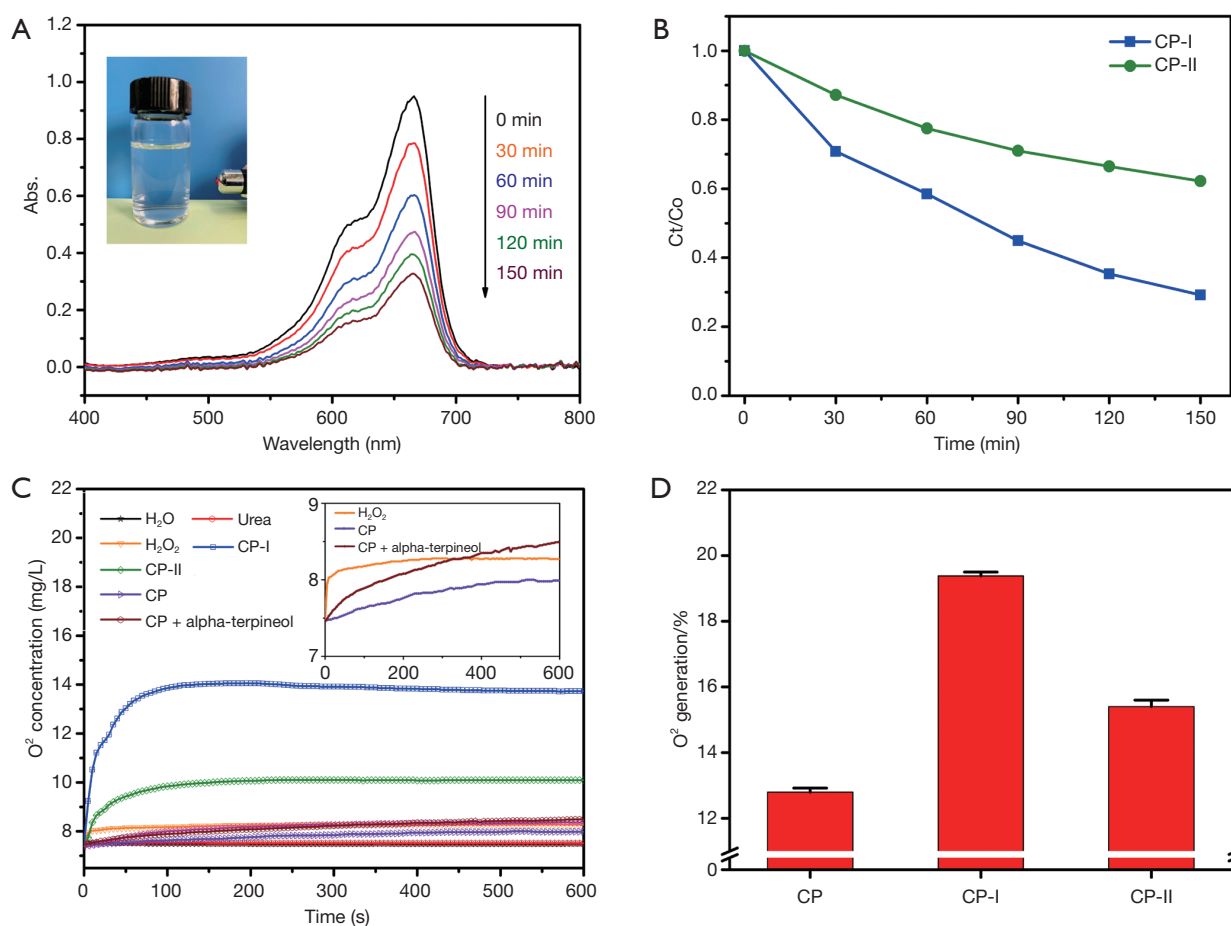 A
1.2
1.0
0.8
0.6
0.4
0.2
0.0
Abs.
0 min
30 min
60 min
90 min
120 min
150 min
400 500 600 700 800
Wavelength (nm)
B
1.0
0.8
0.6
0.4
0.2
0.0
Ct/Co
CP-I
CP-II
0 30 60 90 120 150
Time (min)
C
22
20
18
16
14
12
10
8
O² concentration (mg/L)
H₂O
Urea
H₂O₂
CP-I
CP-II
CP
CP + alpha-terpineol
9
8
7
H₂O₂
CP
CP + alpha-terpineol
0 200 400 600
0 100 200 300 400 500 600
Time (s)
D
22
20
18
16
14
12
0
O² generation/%
CP CP-I CP-II